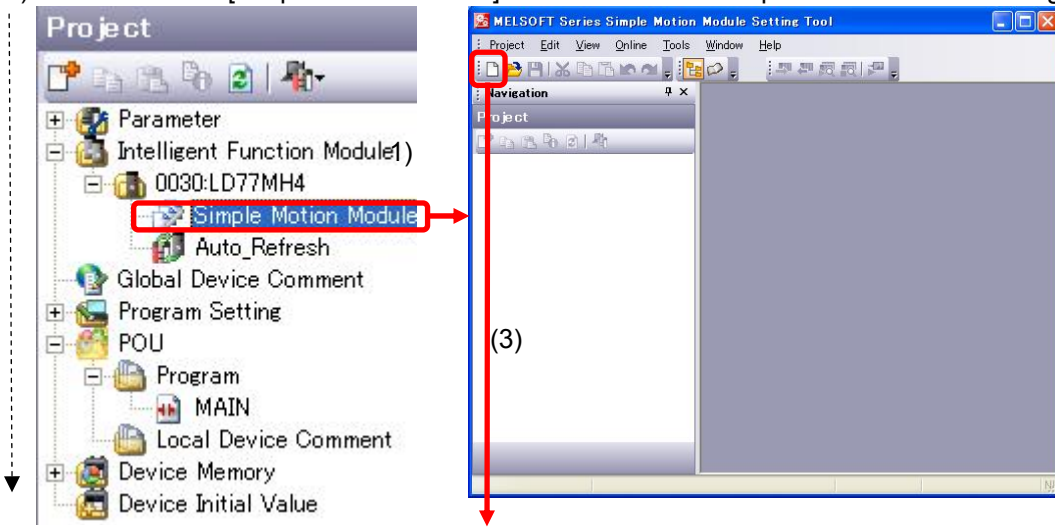 Project
Parameter
Intelligent Function Module1)
0030:LD77MH4
Simple Motion Module
Auto_Refresh
Global Device Comment
Program Setting
POU
Program
MAIN
Local Device Comment
Device Memory
Device Initial Value
MELSOFT Series Simple Motion Module Setting Tool
Project Edit View Online Tools Window Help
Navigation
Project
(3)